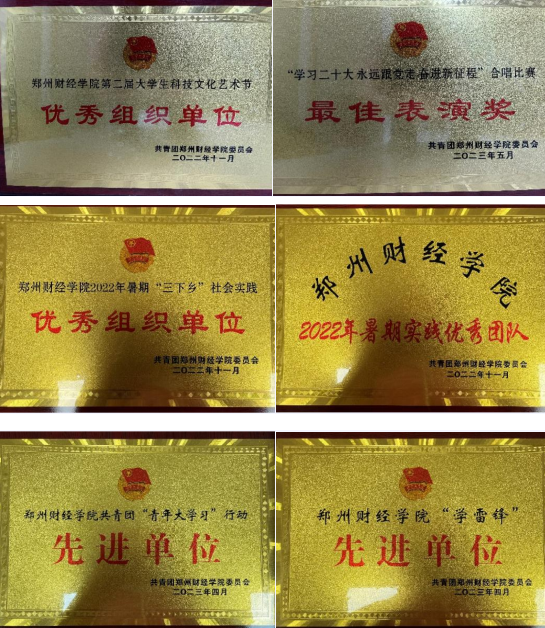 郑州财经学院第二届大学生科技文化艺术节
优秀组织单位
共青团郑州财经学院委员会
二〇二二年十一月
“学习二十大 永远跟党走 奋进新征程”合唱比赛
最佳表演奖
共青团郑州财经学院委员会
二〇二三年五月
郑州财经学院2022年暑期“三下乡”社会实践
优秀组织单位
共青团郑州财经学院委员会
二〇二二年十一月
郑州财经学院
2022年暑期实践优秀团队
共青团郑州财经学院委员会
二〇二二年十一月
郑州财经学院共青团“青年大学习”行动
先进单位
共青团郑州财经学院委员会
二〇二三年四月
郑州财经学院“学雷锋”
先进单位
共青团郑州财经学院委员会
二〇二三年四月